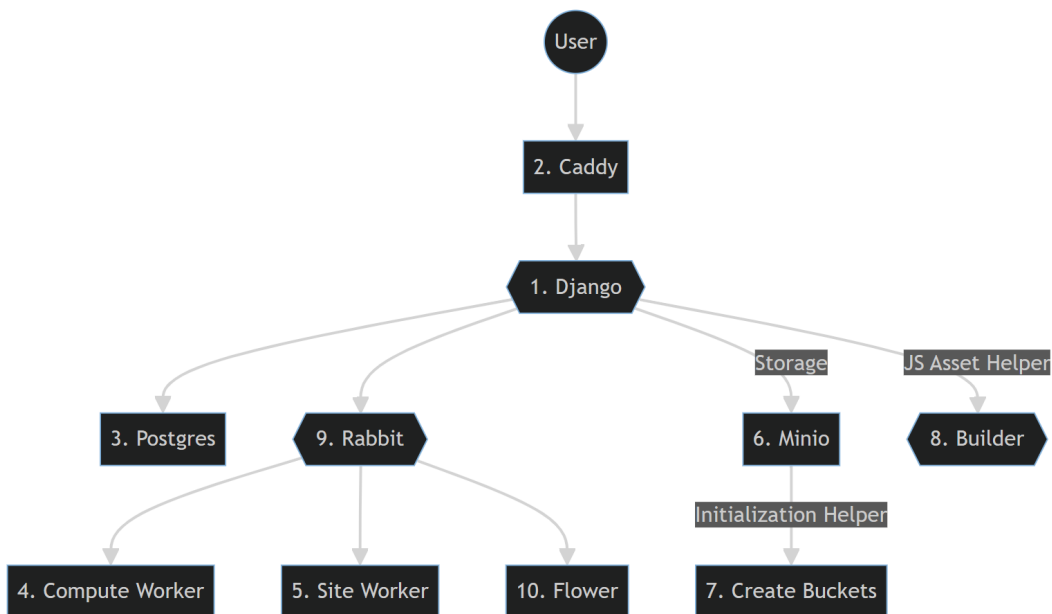 User
2. Caddy
1. Django
Storage
JS Asset Helper
3. Postgres
9. Rabbit
6. Minio
8. Builder
Initialization Helper
4. Compute Worker
5. Site Worker
10. Flower
7. Create Buckets